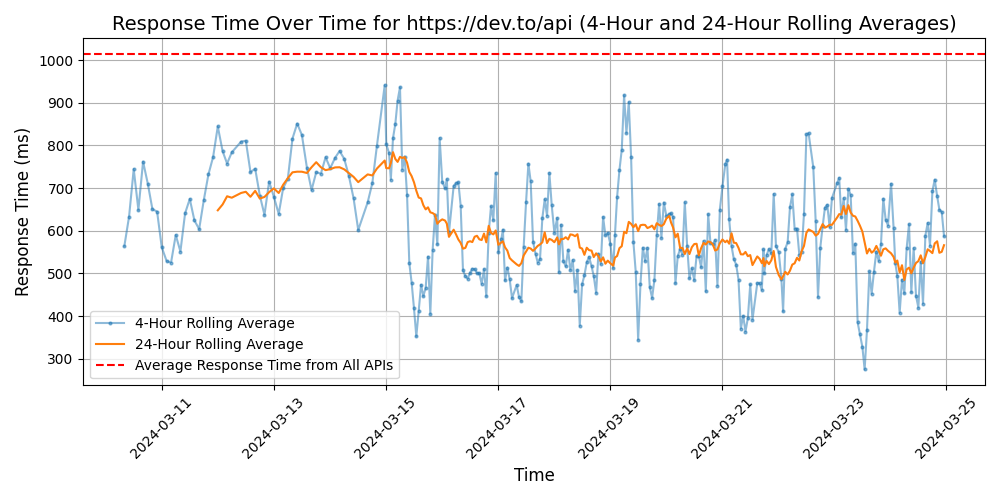 Response Time Over Time for https://dev.to/api (4-Hour and 24-Hour Rolling Averages)
Response Time (ms)
1000
900
800
700
600
500
400
300
4-Hour Rolling Average
24-Hour Rolling Average
Average Response Time from All APIs
2024-03-11
2024-03-13
2024-03-15
2024-03-17
2024-03-19
2024-03-21
2024-03-23
2024-03-25
Time